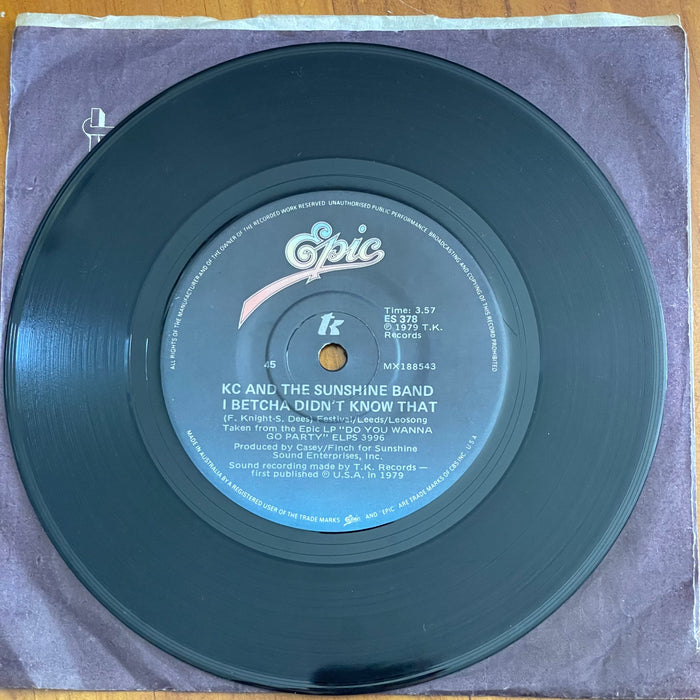 ALL RIGHTS OF THE MANUFACTURER AND OF THE OWNER OF THE RECORDED WORK RESERVED. UNAUTHORISED PUBLIC PERFORMANCE, BROADCASTING AND COPYING OF THIS RECORD PROHIBITED
Epic
Time: 3.57
ES 378
℗ 1979 T.K.
Records
tk
45
MX188543
KC AND THE SUNSHINE BAND
I BETCHA DIDN'T KNOW THAT
(F. Knight-S. Dees) Festival/Leeds/Leosong
Taken from the Epic LP "DO YOU WANNA
GO PARTY" ELPS 3996
Produced by Casey/Finch for Sunshine
Sound Enterprises, Inc.
Sound recording made by T.K. Records —
first published ℗ U.S.A. in 1979
MADE IN AUSTRALIA BY A REGISTERED USER OF THE TRADE MARKS Epic AND "EPIC" ARE TRADE MARKS OF CBS INC. U.S.A